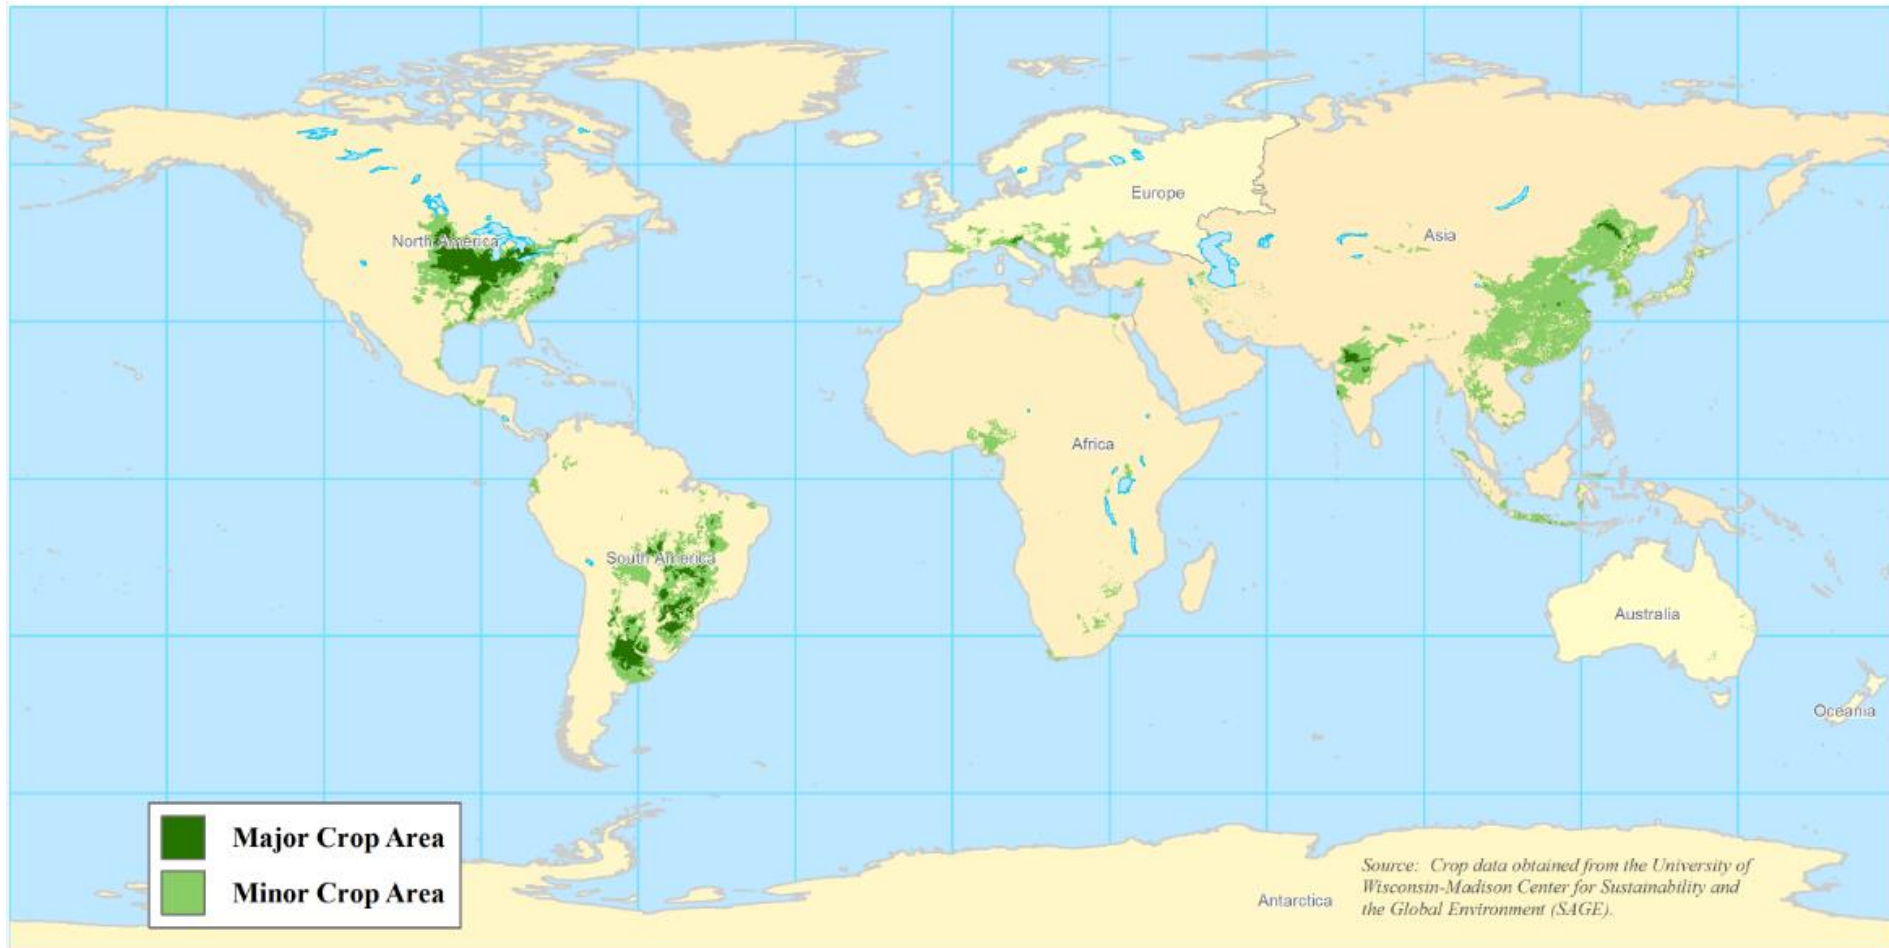 Europe
North America
Asia
Africa
South America
Australia
Oceania
Major Crop Area
Minor Crop Area
Antarctica
Source: Crop data obtained from the University of
Wisconsin-Madison Center for Sustainability and
the Global Environment (SAGE).